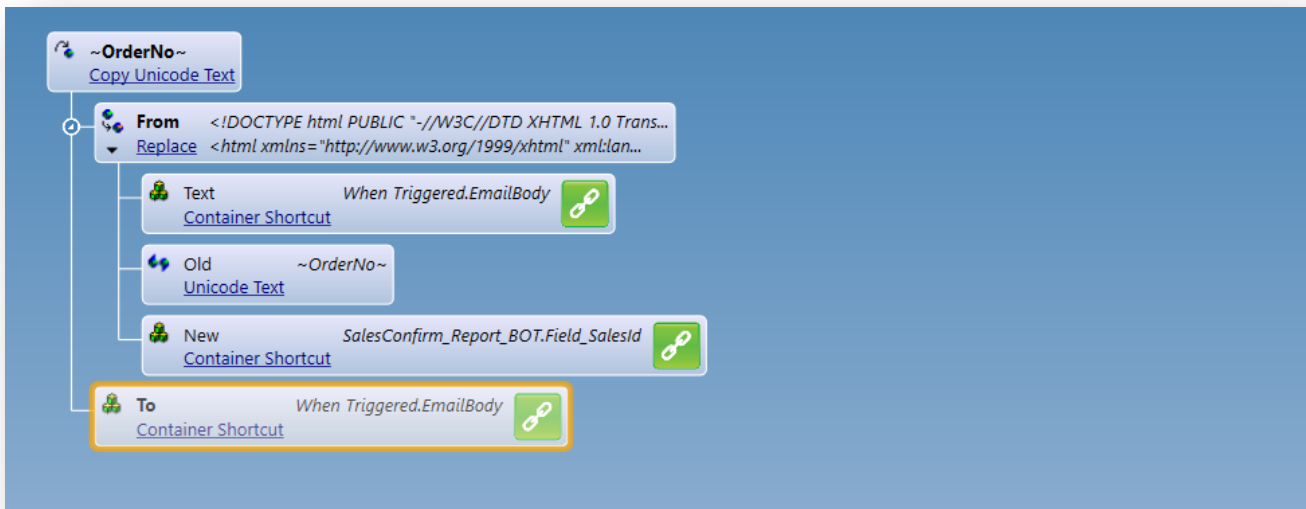 ~OrderNo~
Copy Unicode Text
From <!DOCTYPE html PUBLIC "-//W3C//DTD XHTML 1.0 Trans...
Replace <html xmlns="http://www.w3.org/1999/xhtml" xml:lan...
Text When Triggered.EmailBody
Container Shortcut
Old ~OrderNo~
Unicode Text
New SalesConfirm_Report_BOT.Field_SalesId
Container Shortcut
To When Triggered.EmailBody
Container Shortcut